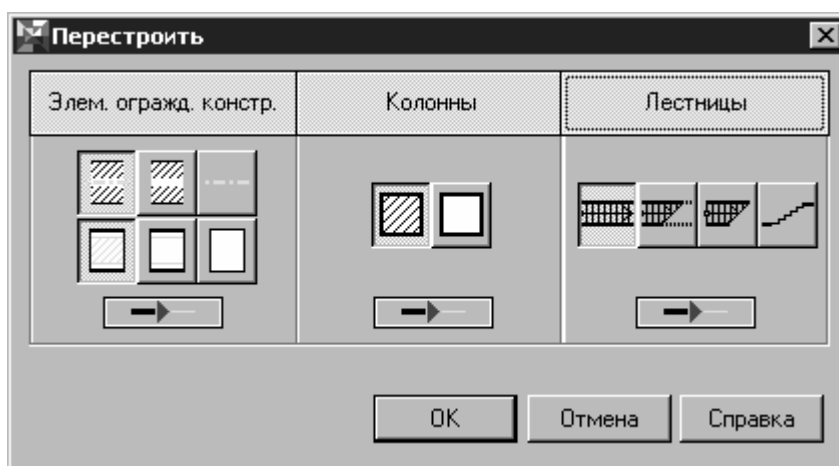 Перестроить
Элем. огражд. констр.
Колонны
Лестницы
OK
Отмена
Справка